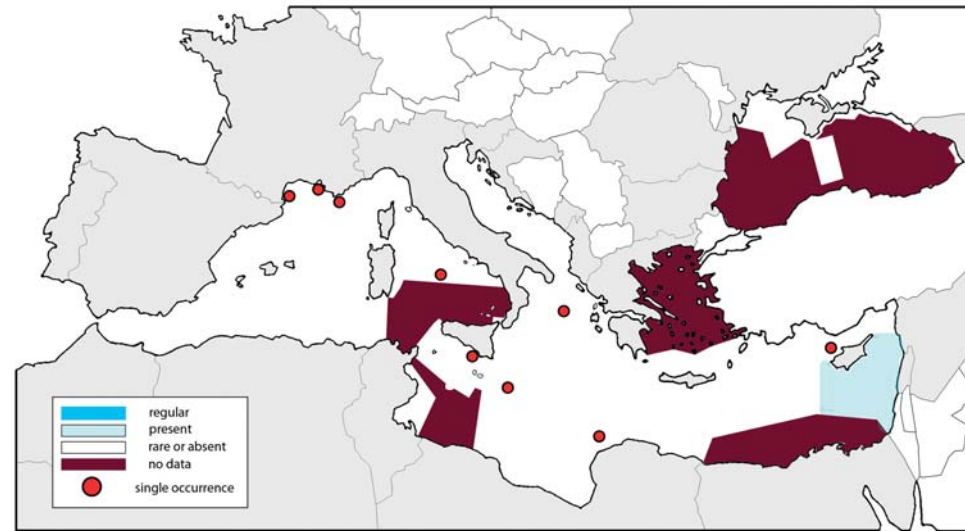 regular
present
rare or absent
no data
single occurrence